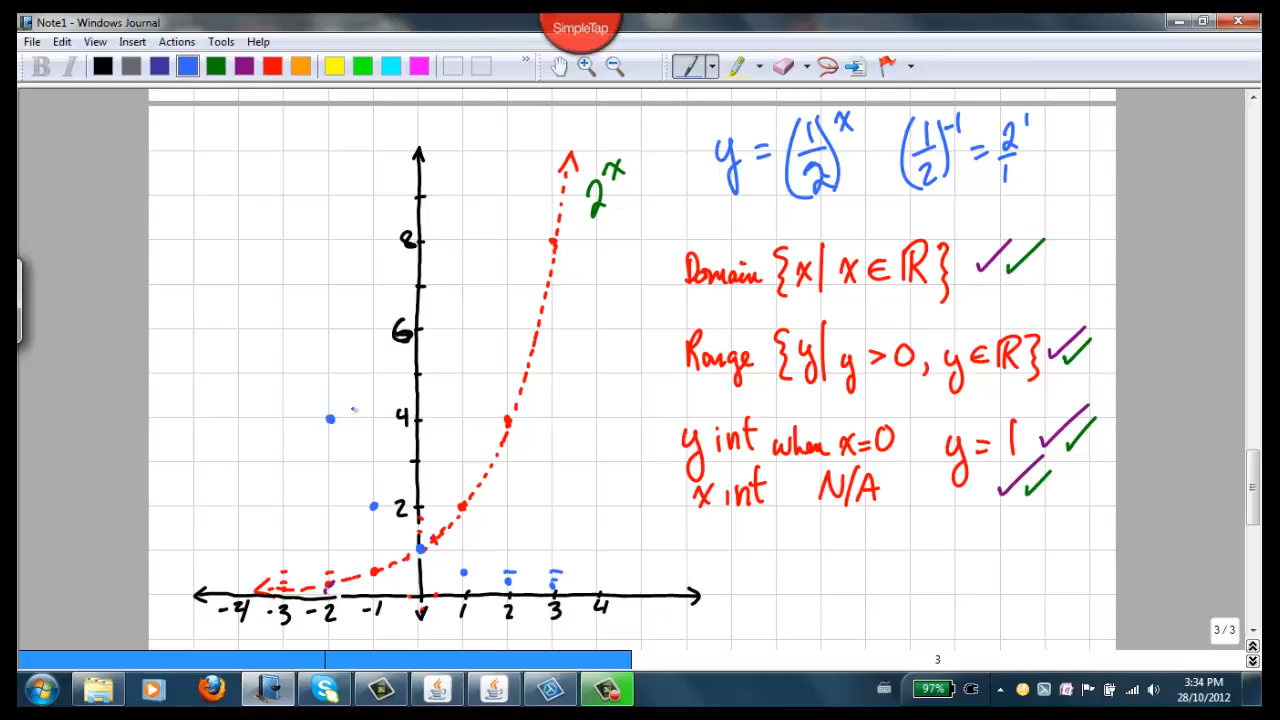 Note1 - Windows Journal
SimpleTap
File Edit View Insert Actions Tools Help
B I
y = (1/2)^x (1/2)^-1 = 2^1/1
2^x
8
Domain {x | x ∈ ℝ}
6
Range {y | y > 0, y ∈ ℝ}
4
y int when x=0 y = 1
x int N/A
2
-4 -3 -2 -1 1 2 3 4
3 / 3
3
97%
3:34 PM
28/10/2012